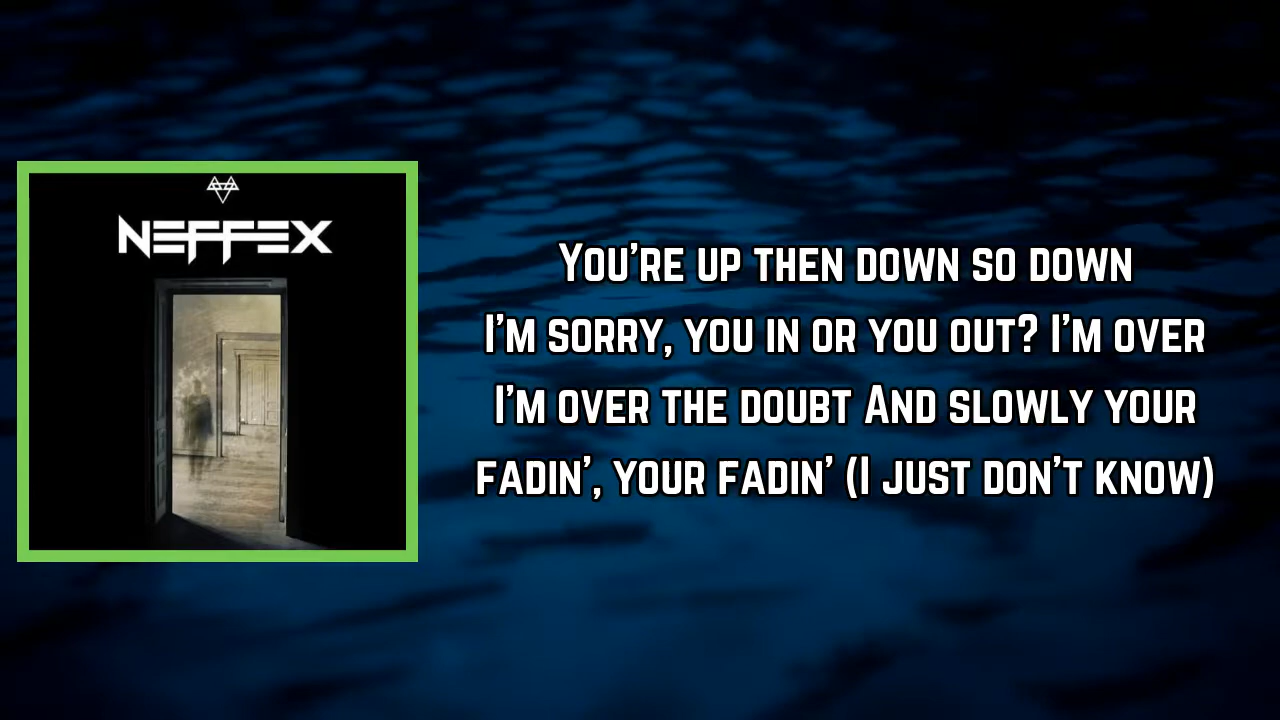 NEFFEX
You're up then down so down
I'm sorry, you in or you out? I'm over
I'm over the doubt And slowly your
fadin', your fadin' (I just don't know)